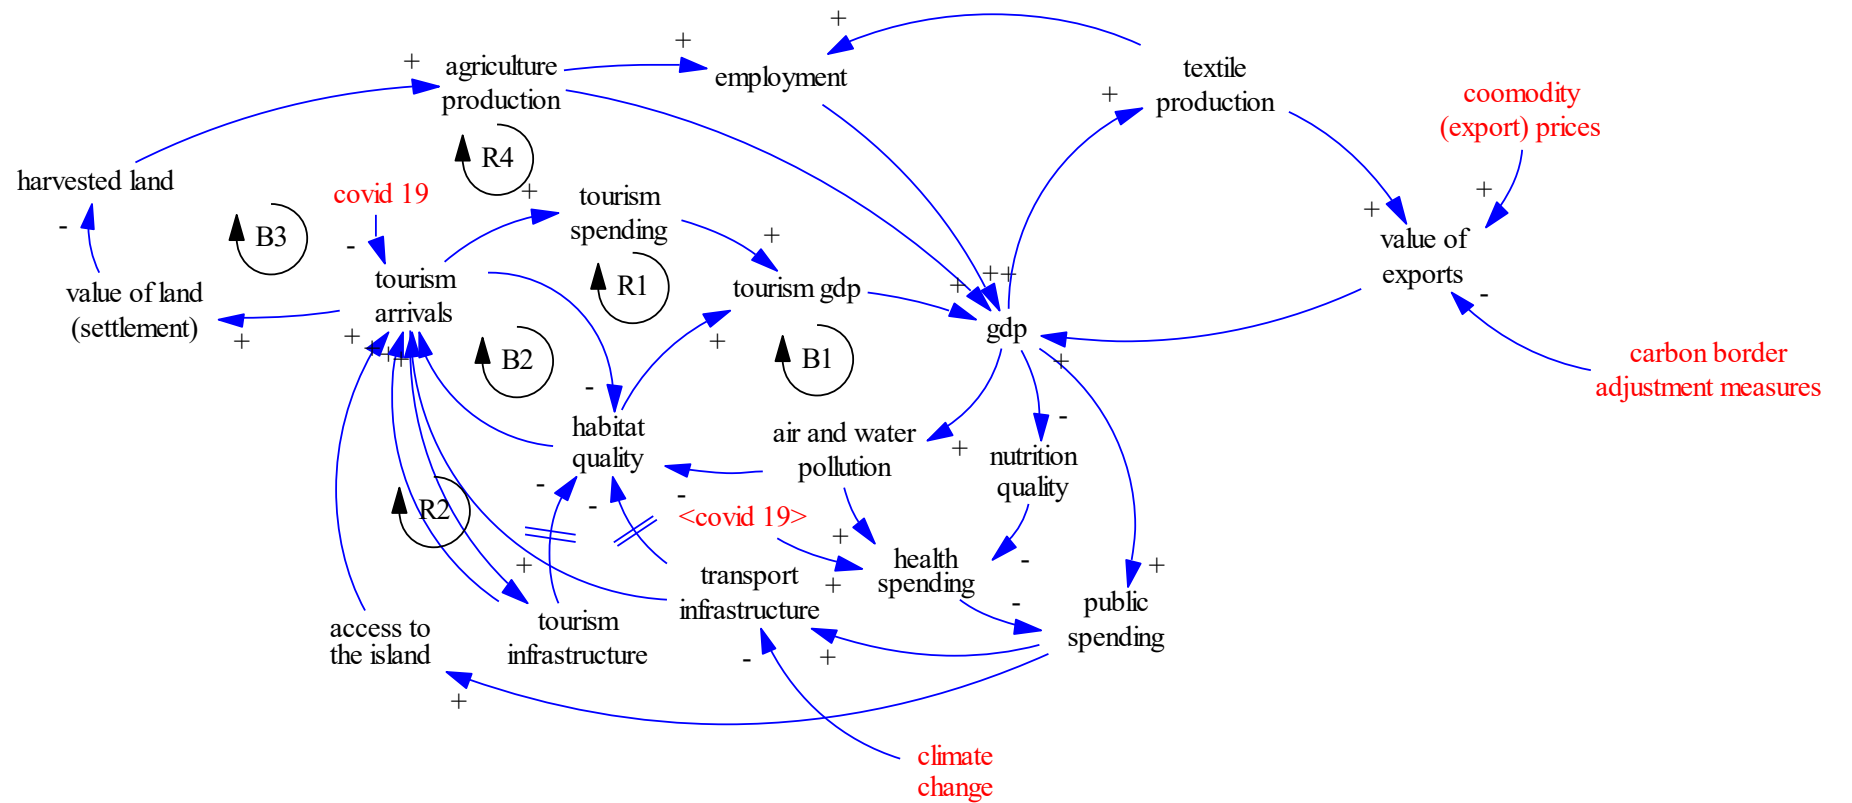 agriculture
production
employment
textile
production
coomodity
(export) prices
harvested land
R4
covid 19
tourism
spending
B3
value of
exports
tourism
arrivals
R1
tourism gdp
value of land
(settlement)
gdp
B2
B1
carbon border
adjustment measures
habitat
quality
air and water
pollution
nutrition
quality
R2
<covid 19>
health
spending
transport
infrastructure
public
spending
access to
the island
tourism
infrastructure
climate
change